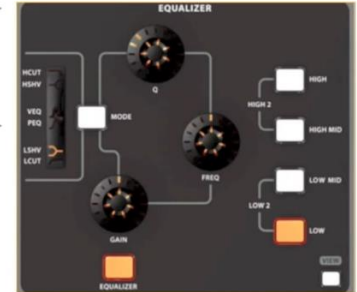 EQUALIZER
HCUT
HSHV
VEQ
PEQ
LSHV
LCUT
MODE
Q
FREQ
GAIN
EQUALIZER
HIGH
HIGH 2
HIGH MID
LOW MID
LOW 2
LOW
VIEW